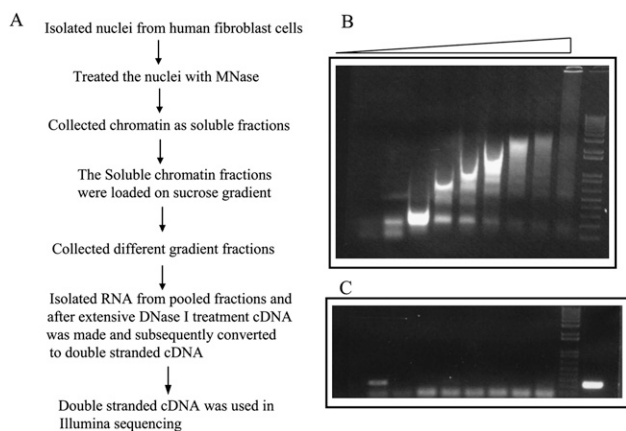 A
Isolated nuclei from human fibroblast cells
Treated the nuclei with MNase
Collected chromatin as soluble fractions
The Soluble chromatin fractions
were loaded on sucrose gradient
Collected different gradient fractions
Isolated RNA from pooled fractions and
after extensive DNase I treatment cDNA
was made and subsequently converted
to double stranded cDNA
Double stranded cDNA was used in
Illumina sequencing
B
C